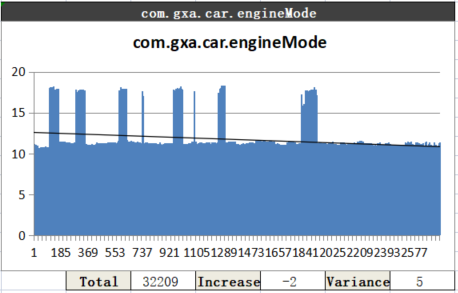 com.gxa.car.engineMode
com.gxa.car.engineMode
20
15
10
5
0
1 185 369 553 737 921 1105 1289 1473 1657 1841 2025 2209 2393 2577
Total 32209 Increase -2 Variance 5